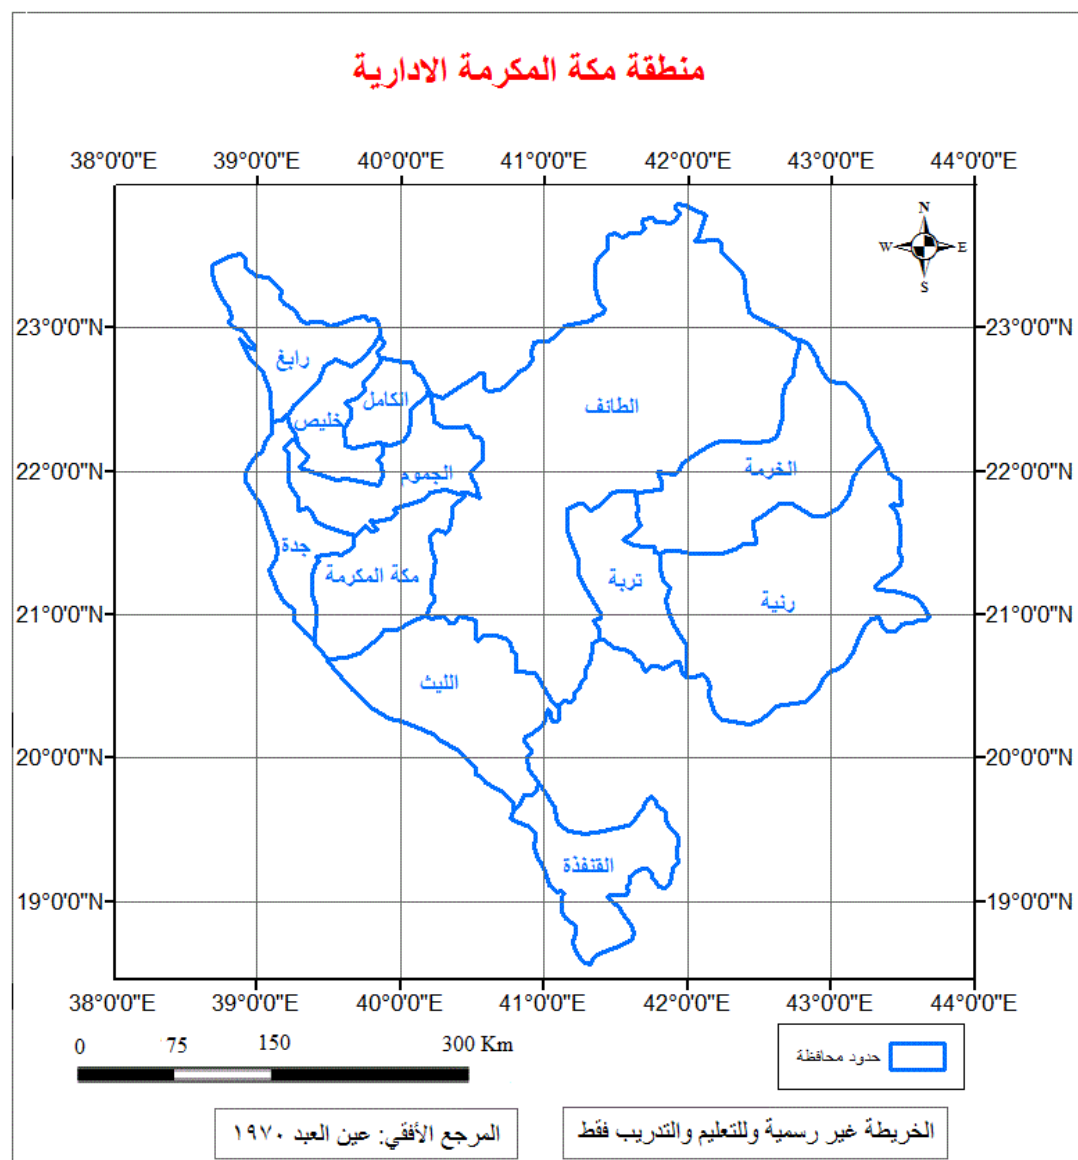 منطقة مكة المكرمة الادارية
38°0'0"E 39°0'0"E 40°0'0"E 41°0'0"E 42°0'0"E 43°0'0"E 44°0'0"E
N
W E
S
23°0'0"N 23°0'0"N
رابغ
الكامل
الطائف
خليص
22°0'0"N 22°0'0"N
الجموم
الخرمة
جدة
مكة المكرمة
تربة
رنية
21°0'0"N 21°0'0"N
الليث
20°0'0"N 20°0'0"N
القنفذة
19°0'0"N 19°0'0"N
38°0'0"E 39°0'0"E 40°0'0"E 41°0'0"E 42°0'0"E 43°0'0"E 44°0'0"E
0 75 150 300 Km
حدود محافظة
الخريطة غير رسمية وللتعليم والتدريب فقط
المرجع الأفقي: عين العبد ١٩٧٠